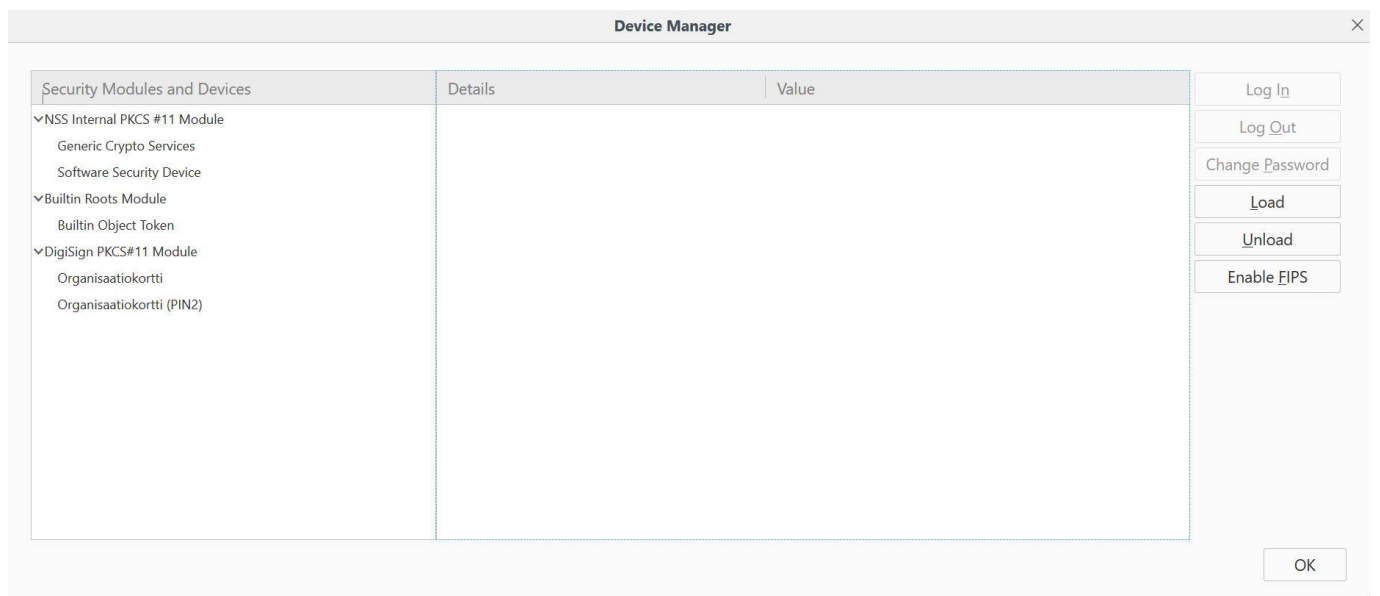 Device Manager
Security Modules and Devices
Details
Value
NSS Internal PKCS #11 Module
Generic Crypto Services
Software Security Device
Builtin Roots Module
Builtin Object Token
DigiSign PKCS#11 Module
Organisaatiokortti
Organisaatiokortti (PIN2)
Log In
Log Out
Change Password
Load
Unload
Enable FIPS
OK